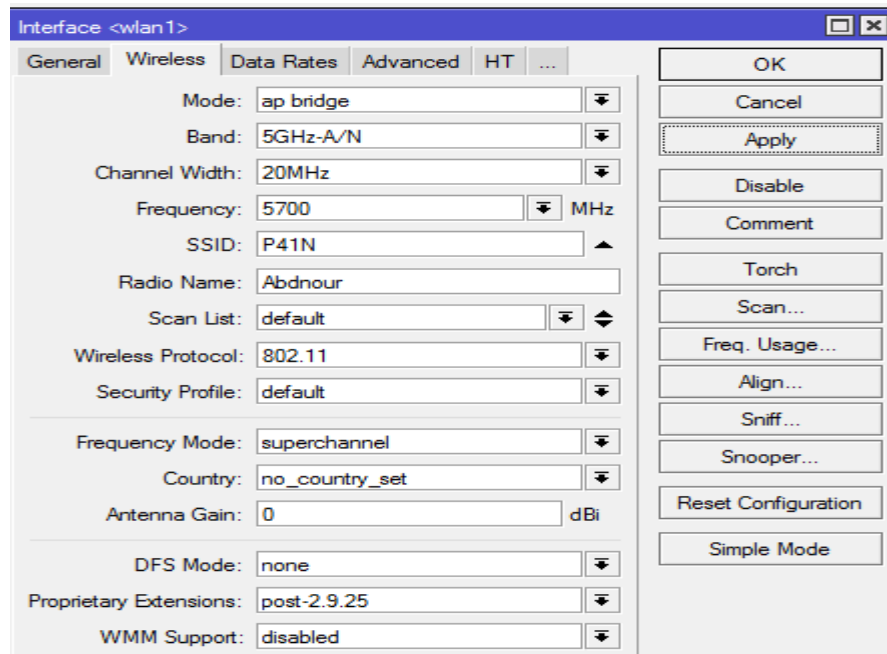 Interface <wlan1>
General Wireless Data Rates Advanced HT ...
Mode: ap bridge
Band: 5GHz-A/N
Channel Width: 20MHz
Frequency: 5700 MHz
SSID: P41N
Radio Name: Abdnour
Scan List: default
Wireless Protocol: 802.11
Security Profile: default
Frequency Mode: superchannel
Country: no_country_set
Antenna Gain: 0 dBi
DFS Mode: none
Proprietary Extensions: post-2.9.25
WMM Support: disabled
OK
Cancel
Apply
Disable
Comment
Torch
Scan...
Freq. Usage...
Align...
Sniff...
Snooper...
Reset Configuration
Simple Mode